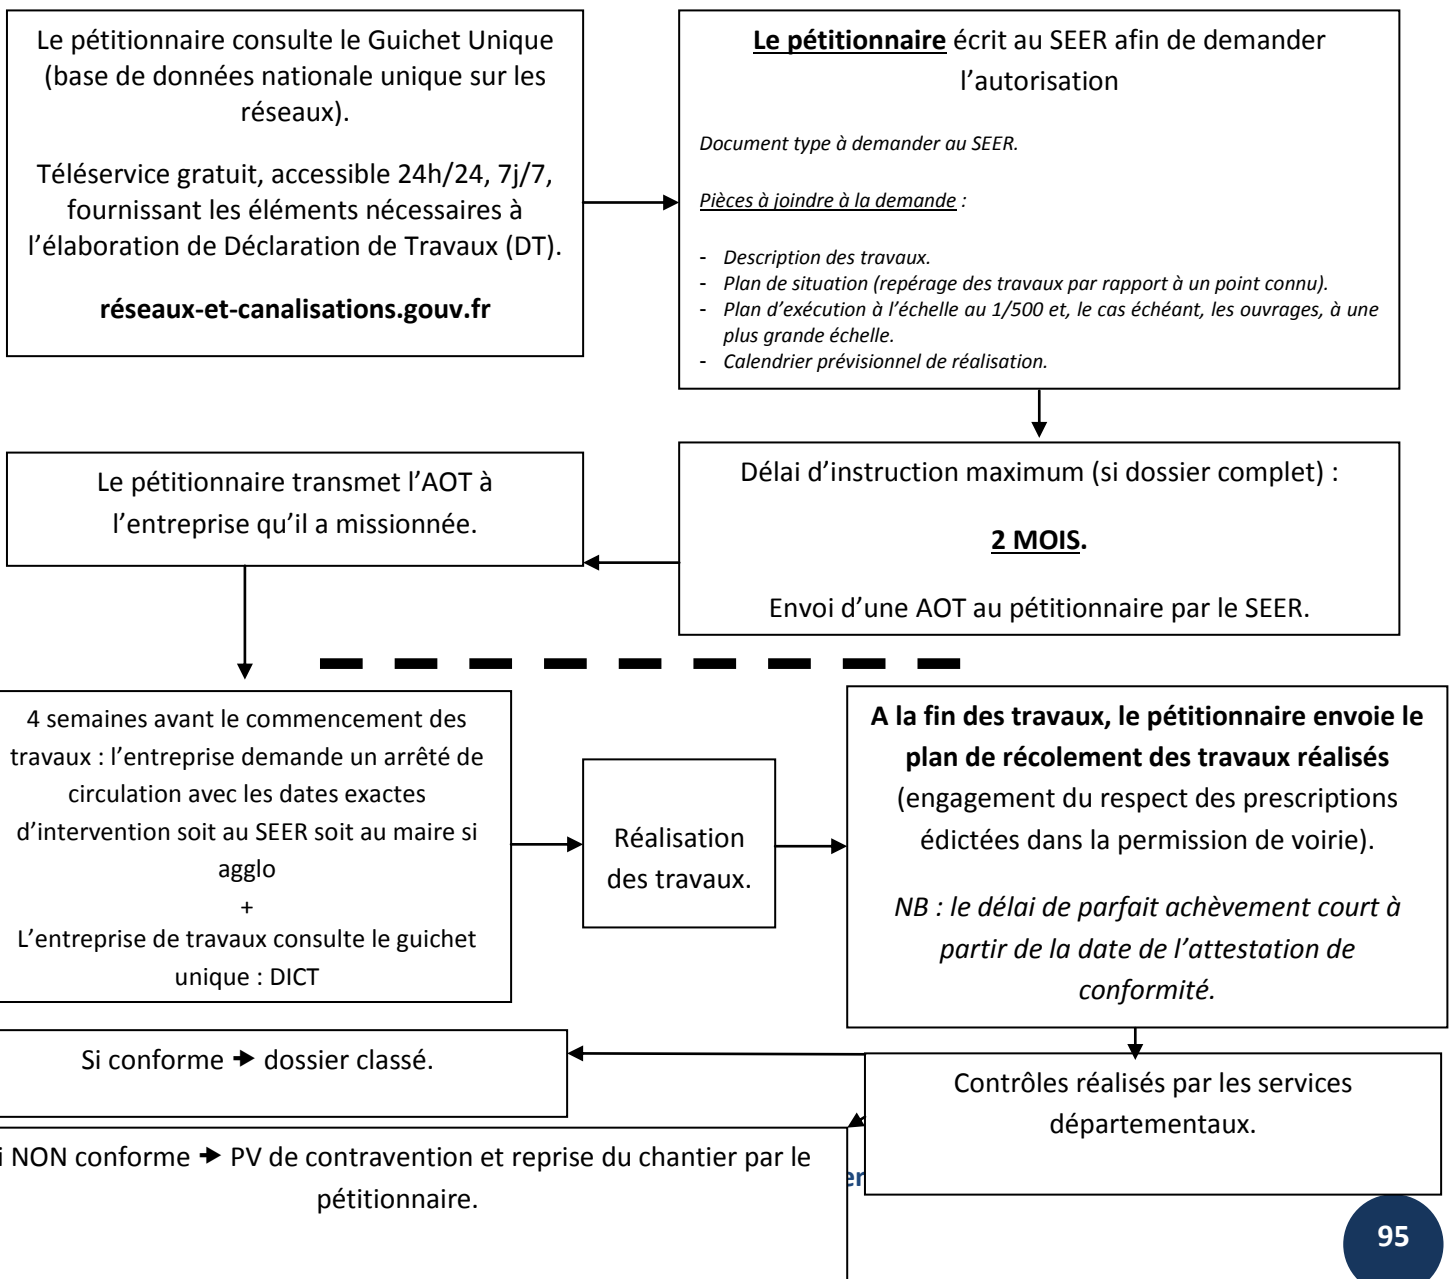 Le pétitionnaire consulte le Guichet Unique
(base de données nationale unique sur les
réseaux).
Téléservice gratuit, accessible 24h/24, 7j/7,
fournissant les éléments nécessaires à
l’élaboration de Déclaration de Travaux (DT).
réseaux-et-canalisations.gouv.fr
Le pétitionnaire écrit au SEER afin de demander
l’autorisation
Document type à demander au SEER.
Pièces à joindre à la demande :
- Description des travaux.
- Plan de situation (repérage des travaux par rapport à un point connu).
- Plan d’exécution à l’échelle au 1/500 et, le cas échéant, les ouvrages, à une
plus grande échelle.
- Calendrier prévisionnel de réalisation.
Délai d’instruction maximum (si dossier complet) :
2 MOIS.
Envoi d’une AOT au pétitionnaire par le SEER.
Le pétitionnaire transmet l’AOT à
l’entreprise qu’il a missionnée.
4 semaines avant le commencement des
travaux : l’entreprise demande un arrêté de
circulation avec les dates exactes
d’intervention soit au SEER soit au maire si
agglo
+
L’entreprise de travaux consulte le guichet
unique : DICT
Réalisation
des travaux.
A la fin des travaux, le pétitionnaire envoie le
plan de récolement des travaux réalisés
(engagement du respect des prescriptions
édictées dans la permission de voirie).
NB : le délai de parfait achèvement court à
partir de la date de l’attestation de
conformité.
Contrôles réalisés par les services
départementaux.
Si conforme → dossier classé.
i NON conforme → PV de contravention et reprise du chantier par le
pétitionnaire.
95